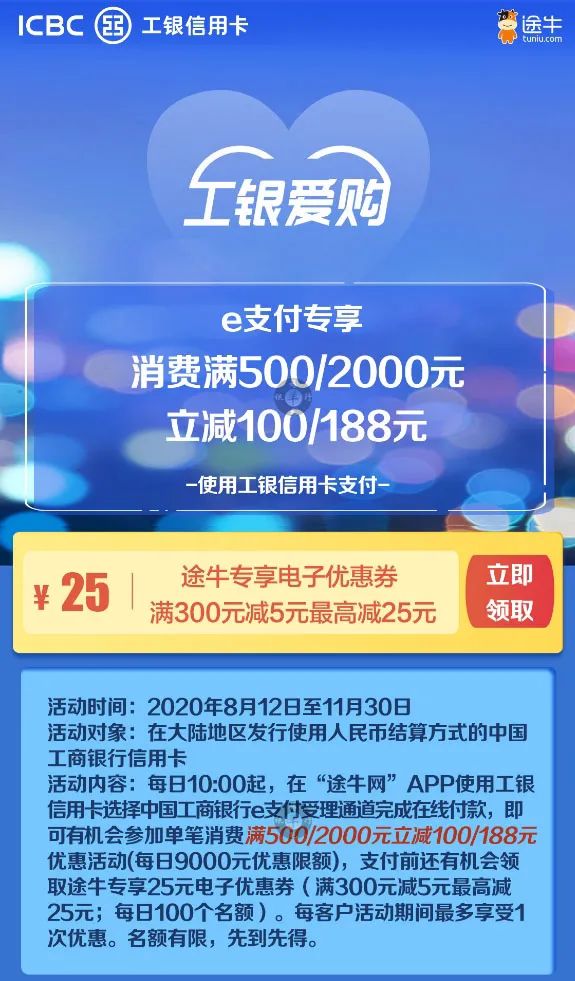 ICBC 工银信用卡
途牛
tuniu.com
工银爱购
e支付专享
消费满500/2000元
立减100/188元
-使用工银信用卡支付-
¥ 25
途牛专享电子优惠券
满300元减5元最高减25元
立即
领取
活动时间：2020年8月12日至11月30日
活动对象：在大陆地区发行使用人民币结算方式的中国
工商银行信用卡
活动内容：每日10:00起，在“途牛网”APP使用工银
信用卡选择中国工商银行e支付受理通道完成在线付款，即
可有机会参加单笔消费满500/2000元立减100/188元
优惠活动(每日9000元优惠限额)，支付前还有机会领
取途牛专享25元电子优惠券（满300元减5元最高减
25元；每日100个名额）。每客户活动期间最多享受1
次优惠。名额有限，先到先得。